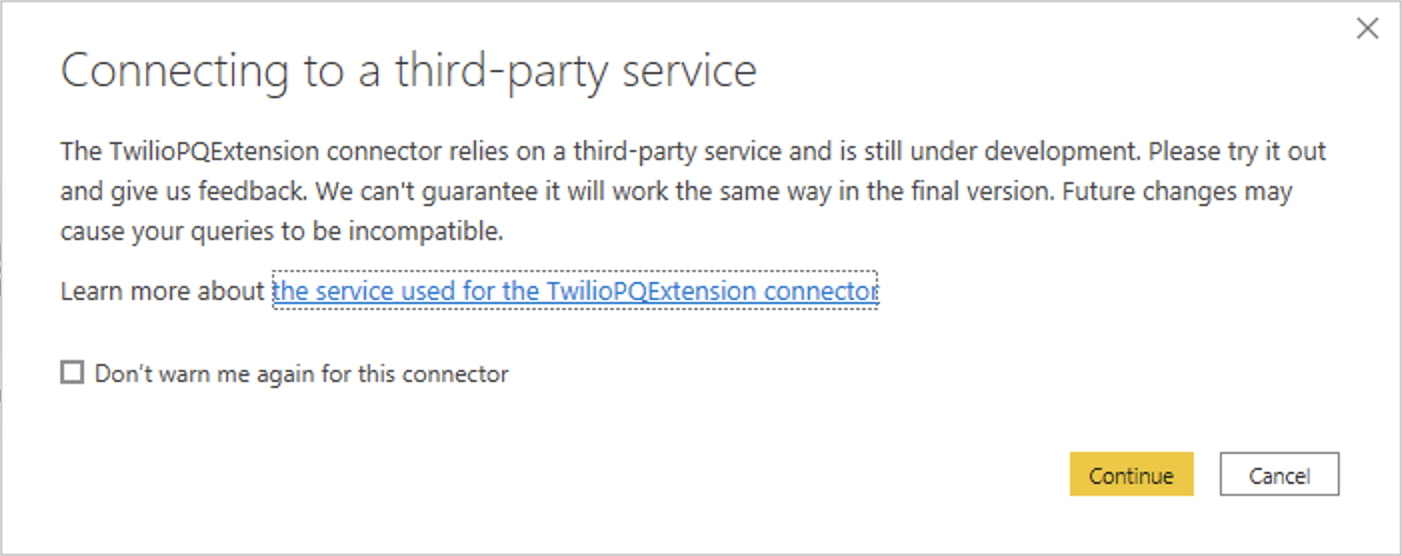 Connecting to a third-party service
The TwilioPQExtension connector relies on a third-party service and is still under development. Please try it out
and give us feedback. We can't guarantee it will work the same way in the final version. Future changes may
cause your queries to be incompatible.
Learn more about the service used for the TwilioPQExtension connector
Don’t warn me again for this connector
Continue Cancel